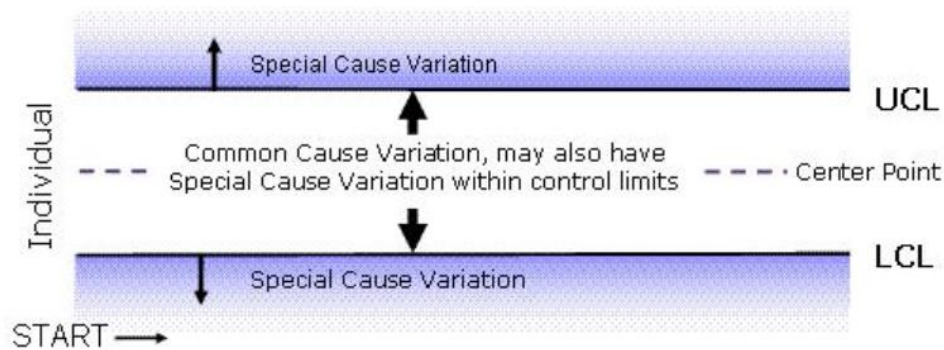 Special Cause Variation
UCL
Individual
Common Cause Variation, may also have
Special Cause Variation within control limits
Center Point
LCL
Special Cause Variation
START